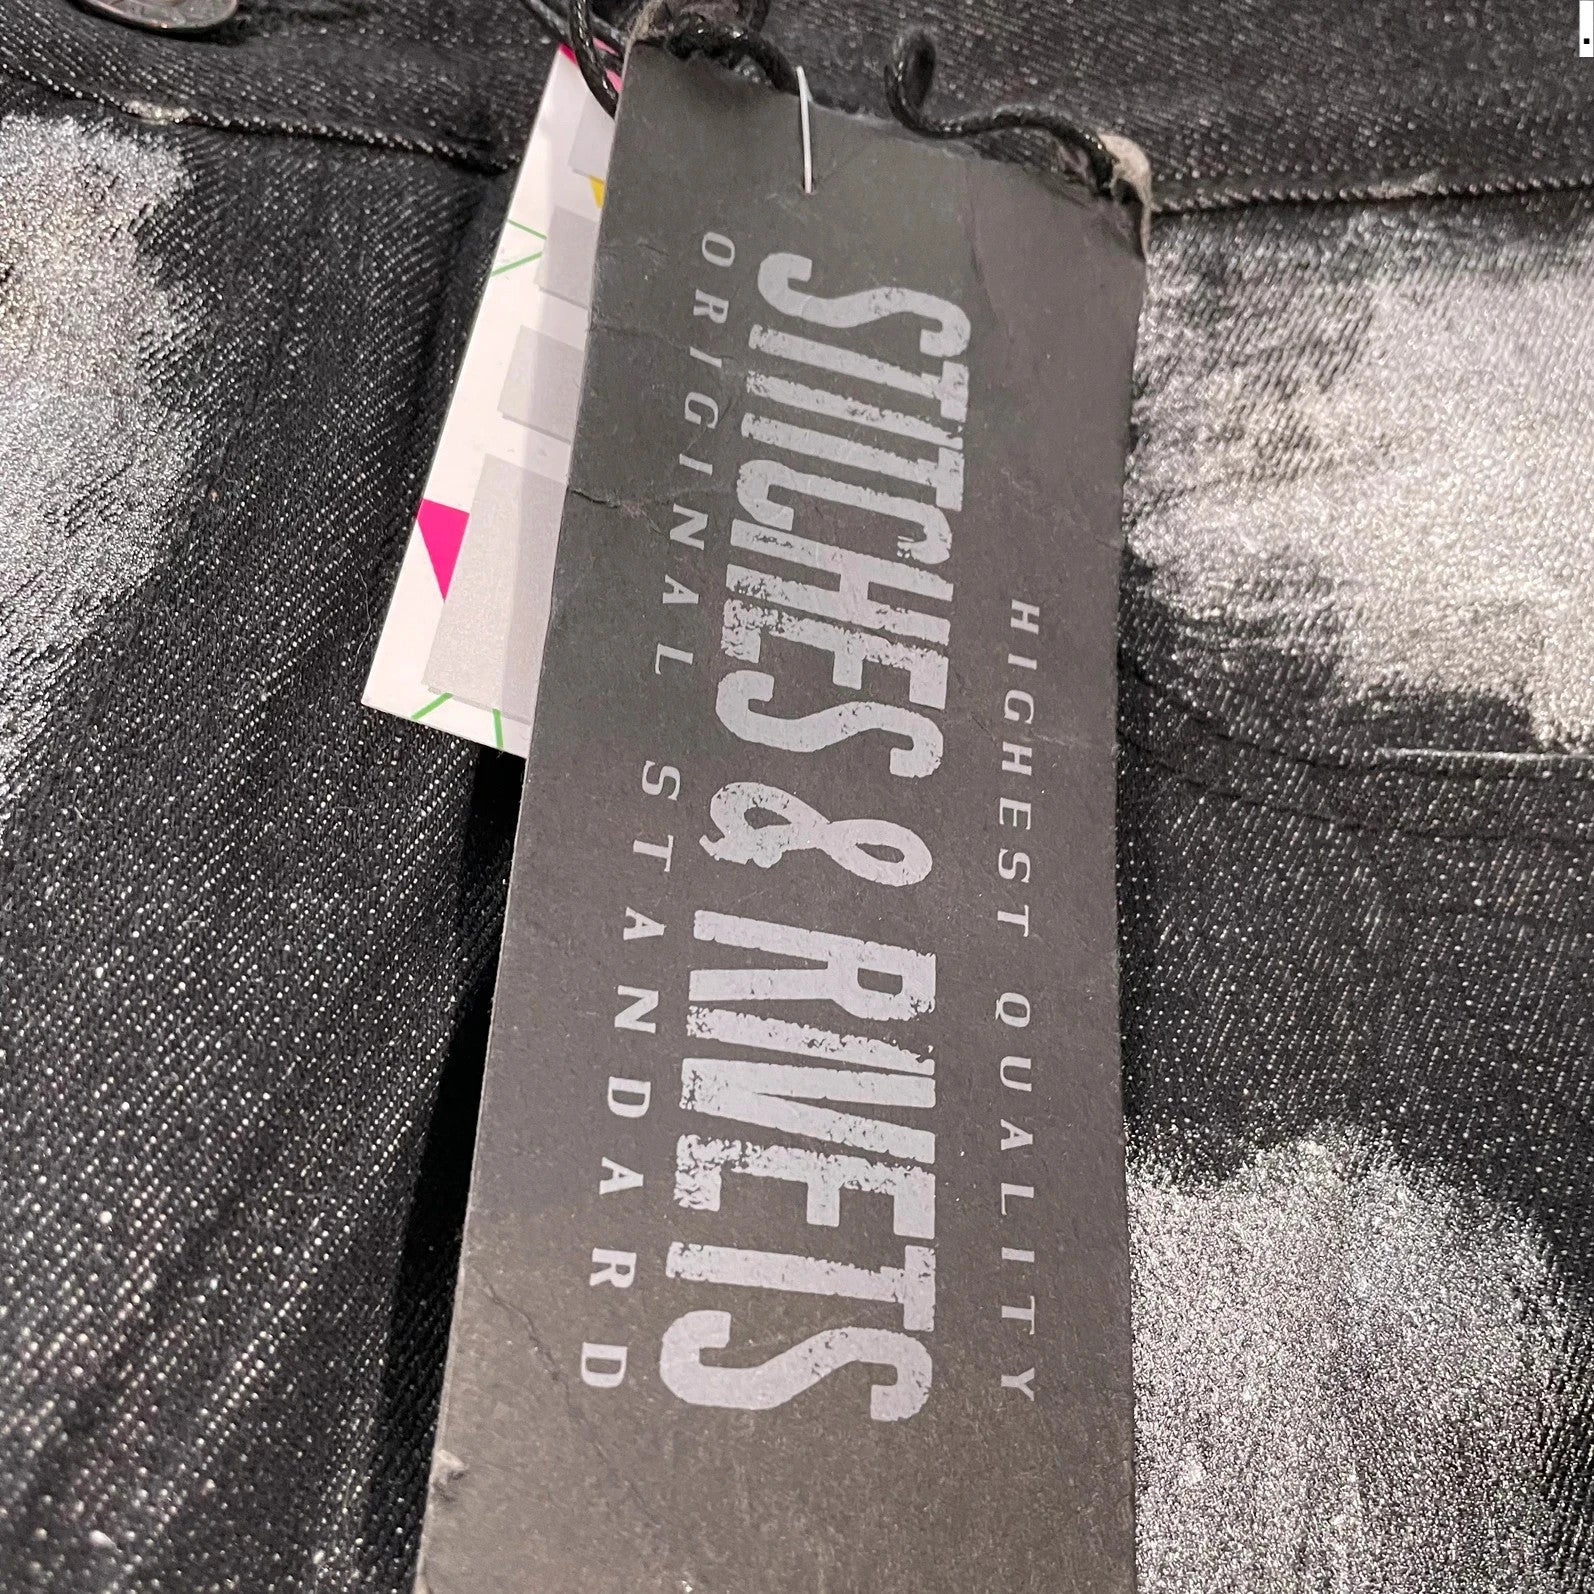 HIGHEST QUALITY
STITCHES & RIVETS
ORIGINAL STANDARD